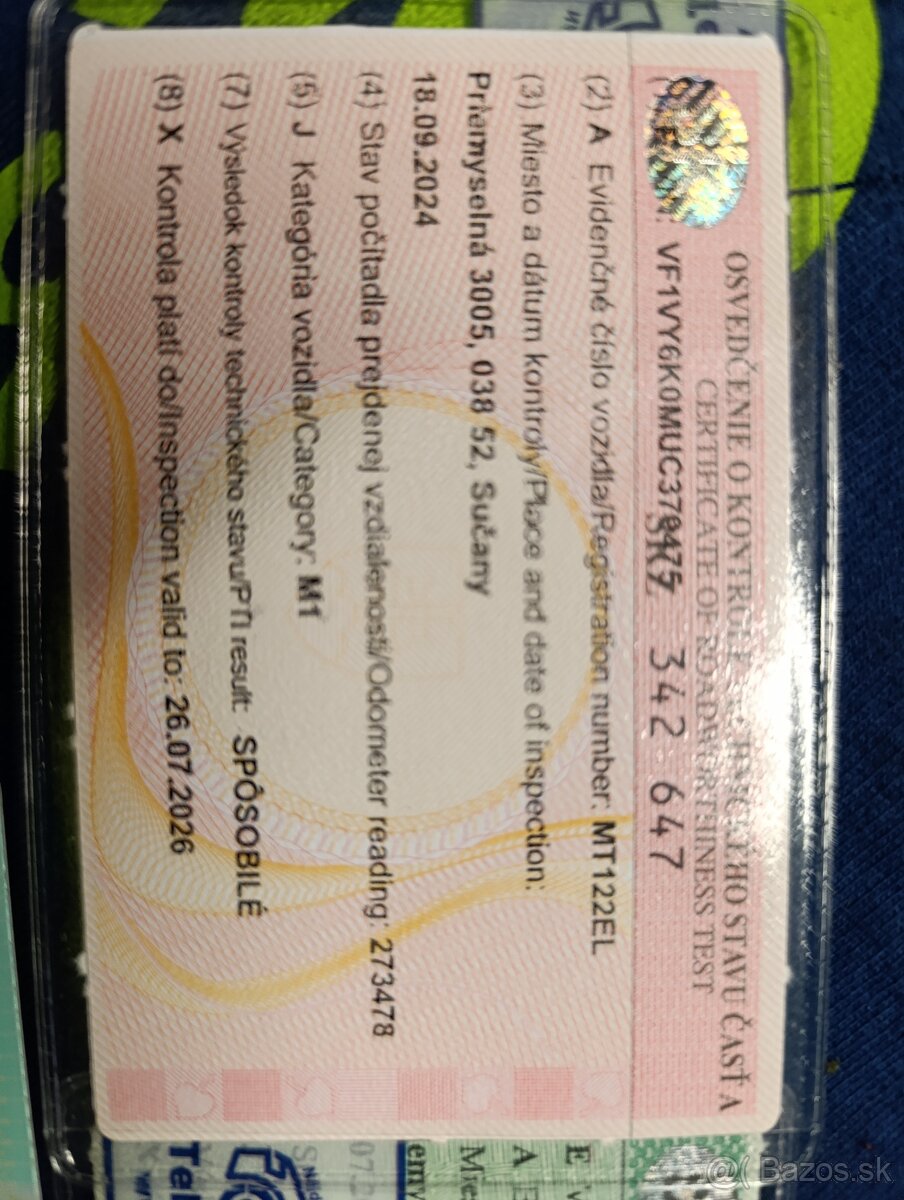 OSVEDČENIE O KONTROLE TECHNICKÉHO STAVU ČASŤ A
CERTIFICATE OF ROADWORTHINESS TEST
342 647
(2) A Evidenčné číslo vozidla/Registration number: MT122EL
(3) Miesto a dátum kontroly/Place and date of inspection:
Priemyselná 3005, 038 52, Sučany
18.09.2024
(4) Stav počítadla prejdenej vzdialenosti/Odometer reading: 273478
(5) J Kategória vozidla/Category: M1
(7) Výsledok kontroly technického stavu/PTI result: SPÔSOBILÉ
(8) X Kontrola platí do/Inspection valid to: 26.07.2026
Bazos.sk